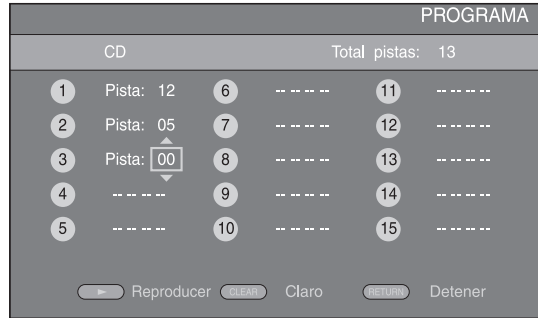 PROGRAMA
CD Total pistas: 13
1 Pista: 12 6 -- -- -- -- 11 -- -- -- --
2 Pista: 05 7 -- -- -- -- 12 -- -- -- --
3 Pista: 00 8 -- -- -- -- 13 -- -- -- --
4 -- -- -- -- 9 -- -- -- -- 14 -- -- -- --
5 -- -- -- -- 10 -- -- -- -- 15 -- -- -- --
Reproducer CLEAR Claro RETURN Detener